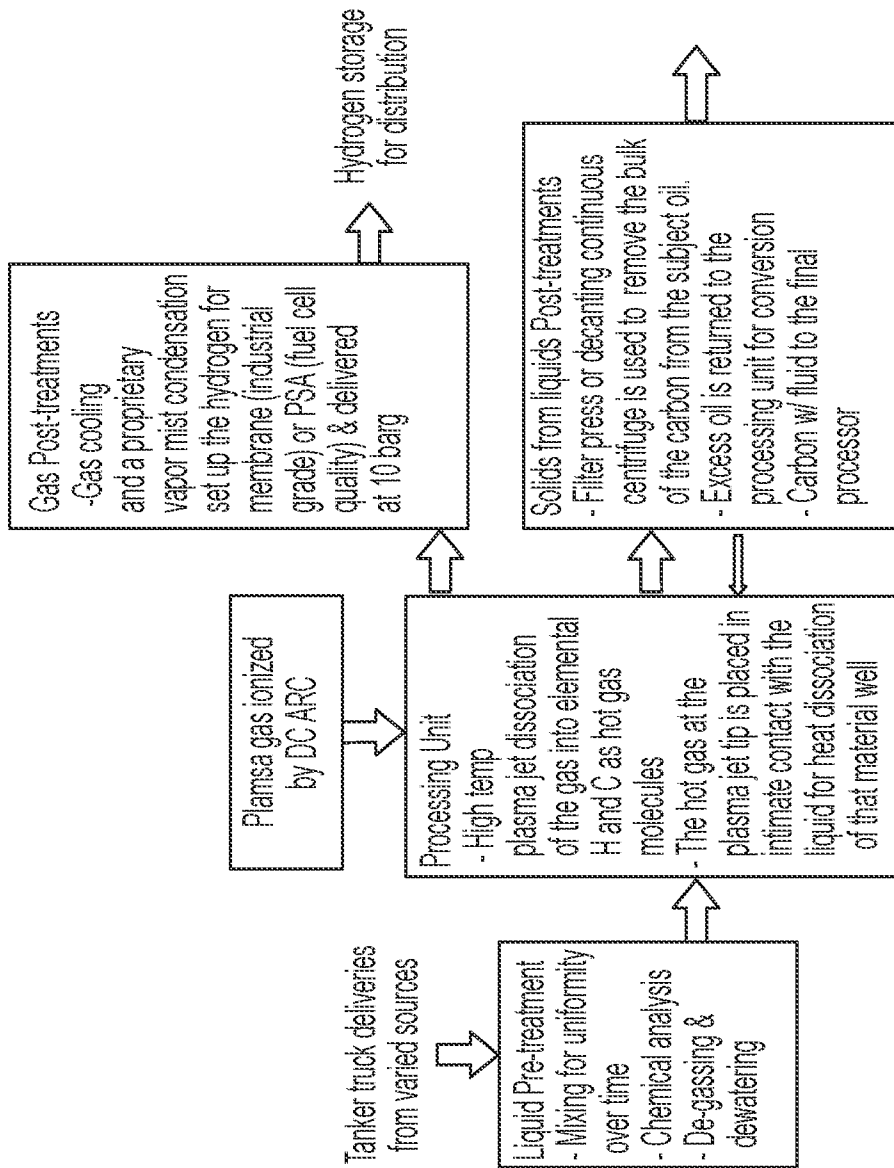 Tanker truck deliveries
from varied sources
Liquid Pre-treatment
- Mixing for uniformity
over time
- Chemical analysis
- De-gassing &
dewatering
Plamsa gas ionized
by DC ARC
Processing Unit
- High temp
plasma jet dissociation
of the gas into elemental
H and C as hot gas
molecules
- The hot gas at the
plasma jet tip is placed in
intimate contact with the
liquid for heat dissociation
of that material well
Gas Post-treatments
-Gas cooling
and a proprietary
vapor mist condensation
set up the hydrogen for
membrane (industrial
grade) or PSA (fuel cell
quality) & delivered
at 10 barg
Hydrogen storage
for distribution
Solids from liquids Post-treatments
- Filter press or decanting continuous
centrifuge is used to remove the bulk
of the carbon from the subject oil.
- Excess oil is returned to the
processing unit for conversion
- Carbon w/ fluid to the final
processor